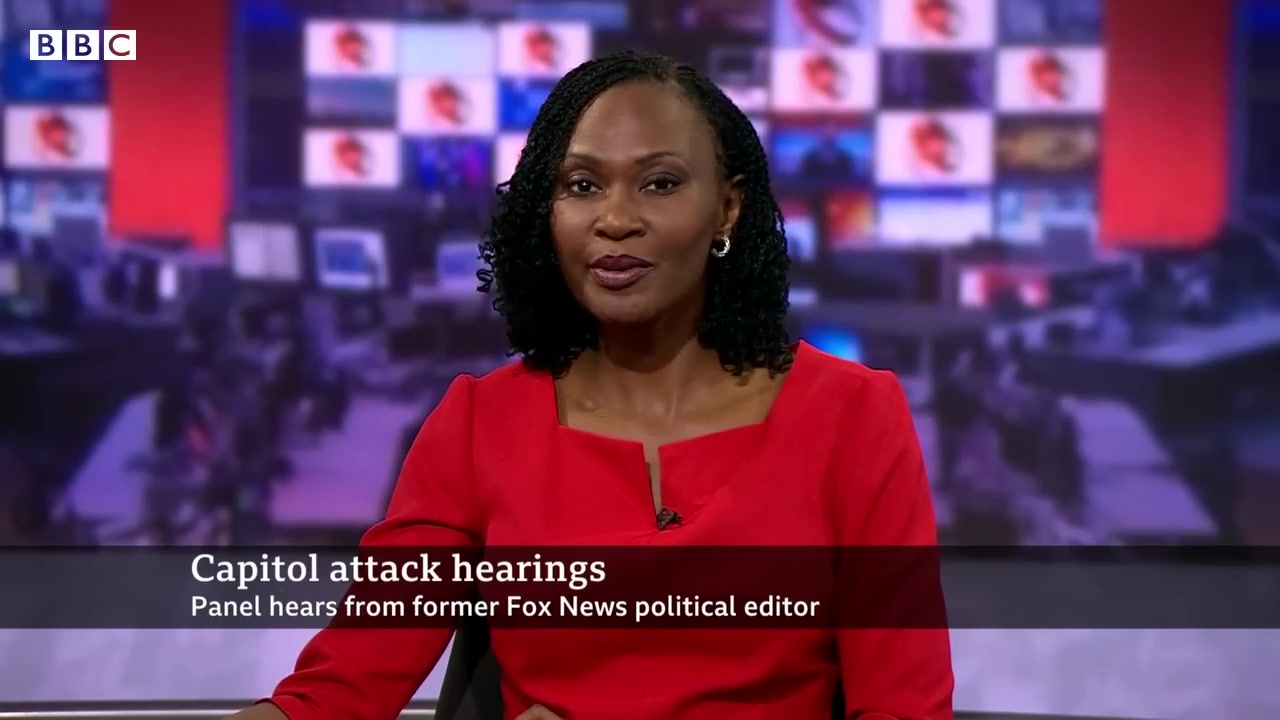 BBC
Capitol attack hearings
Panel hears from former Fox News political editor